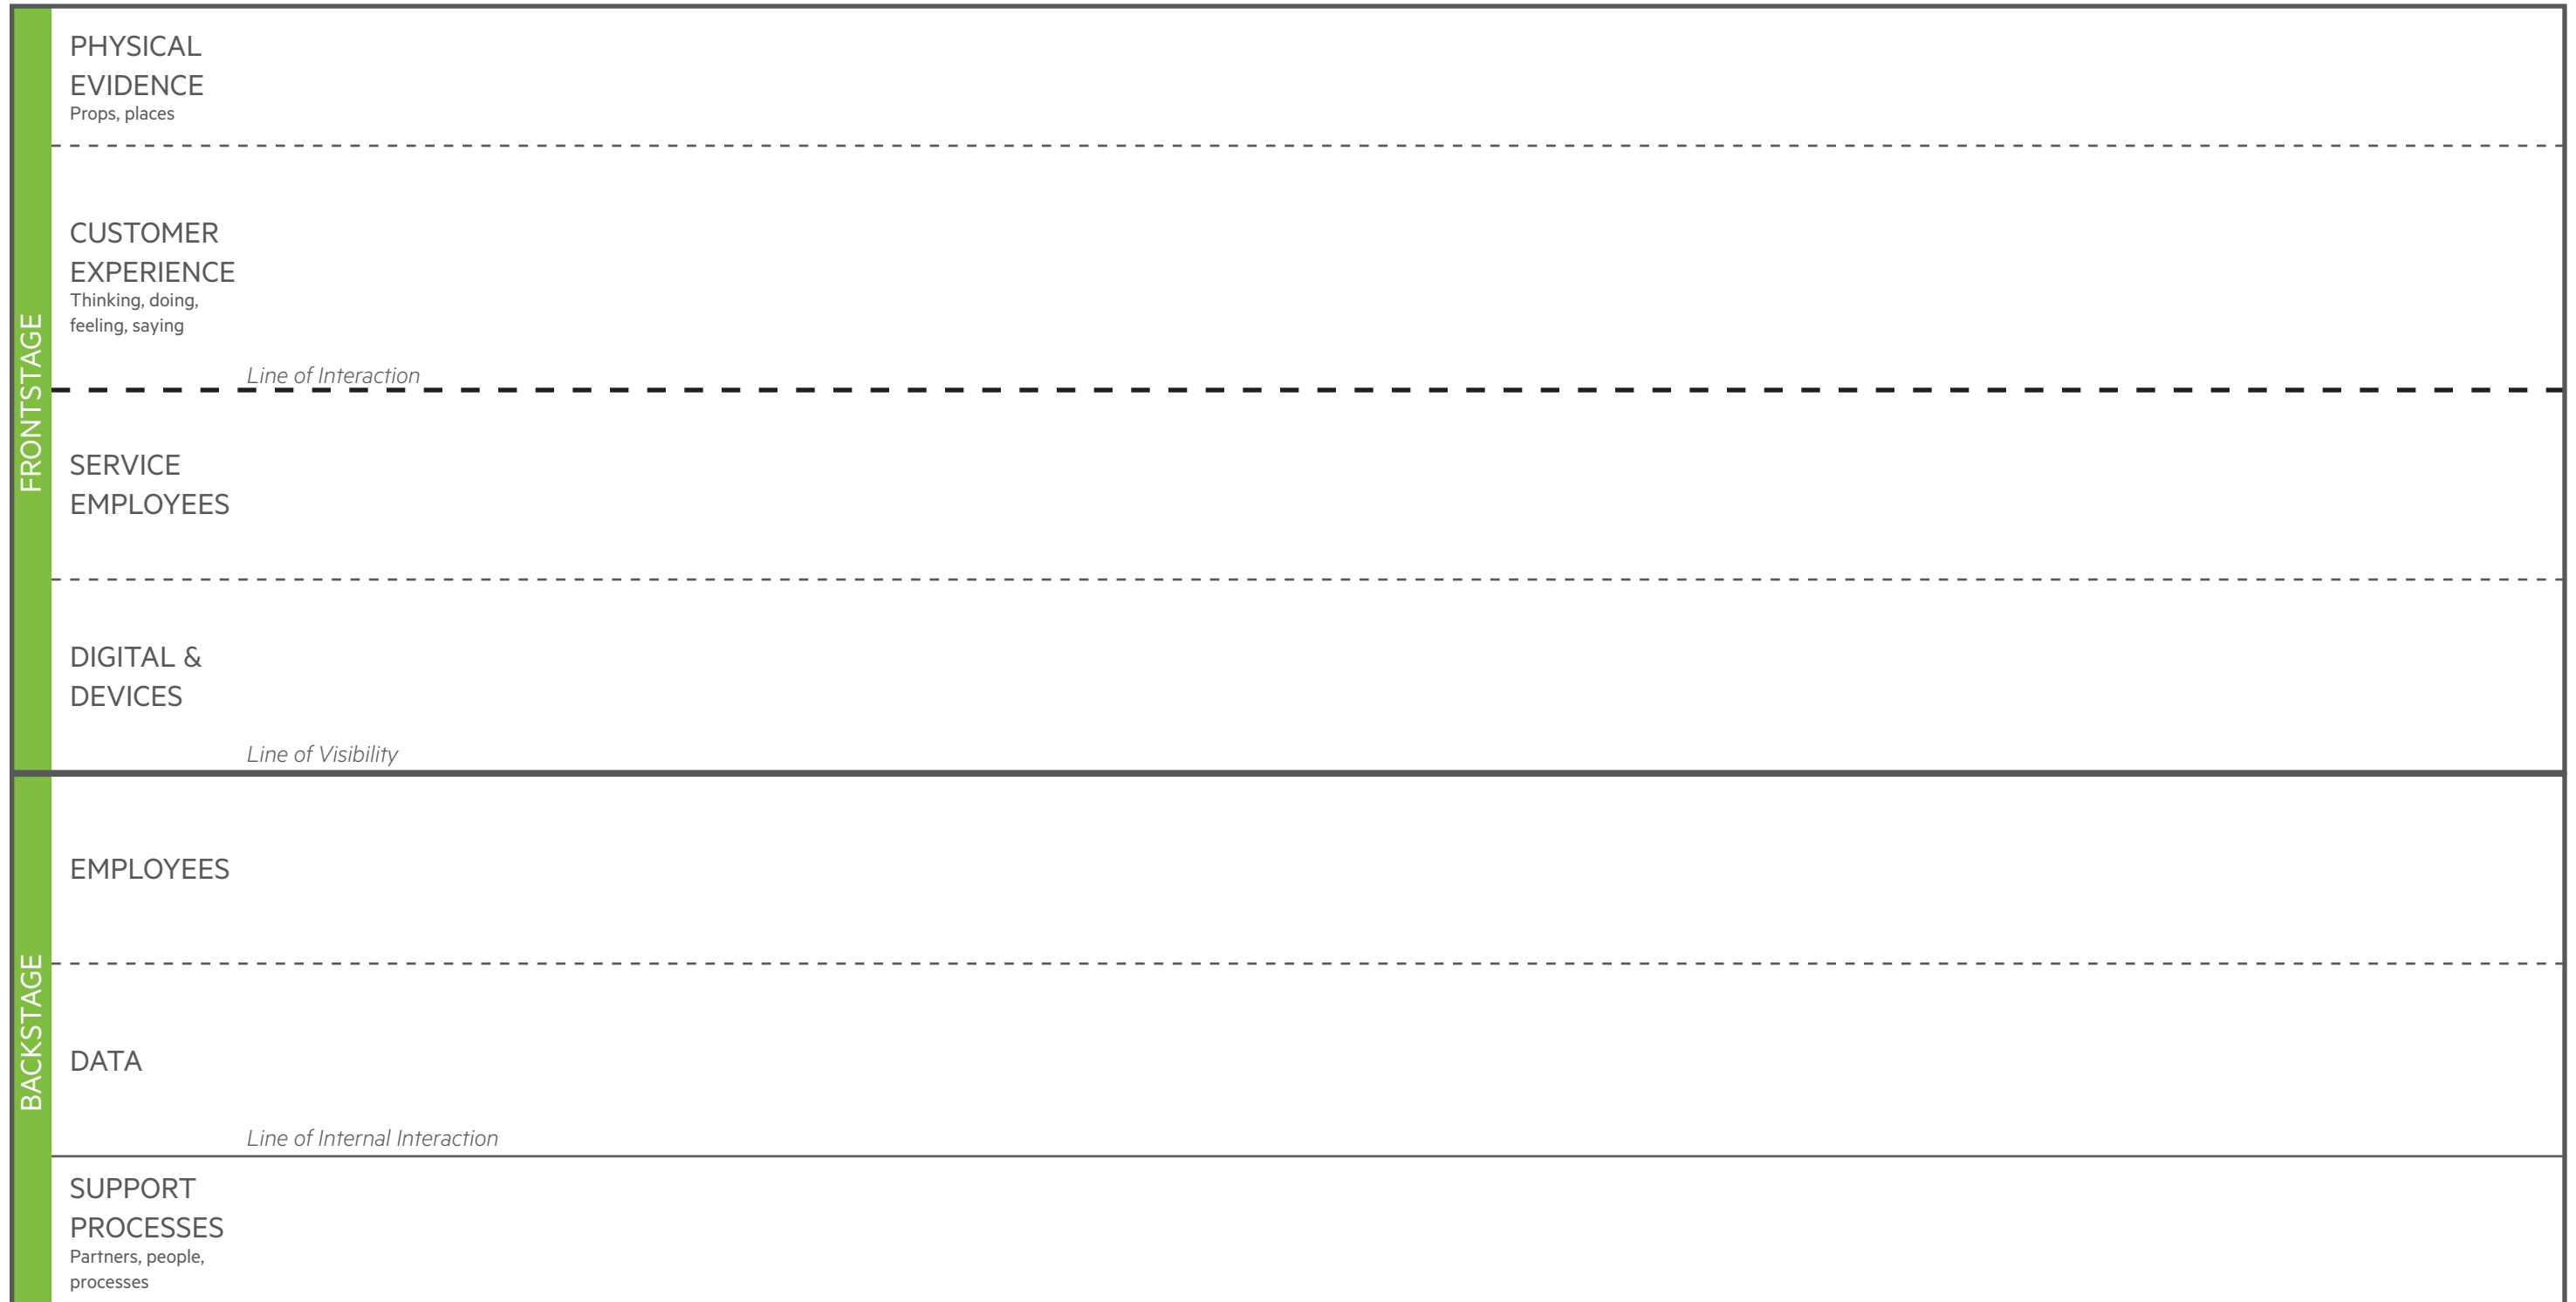 PHYSICAL
EVIDENCE
Props, places
CUSTOMER
EXPERIENCE
Thinking, doing,
feeling, saying
Line of Interaction
FRONTSTAGE
SERVICE
EMPLOYEES
DIGITAL &
DEVICES
Line of Visibility
EMPLOYEES
BACKSTAGE
DATA
Line of Internal Interaction
SUPPORT
PROCESSES
Partners, people,
processes